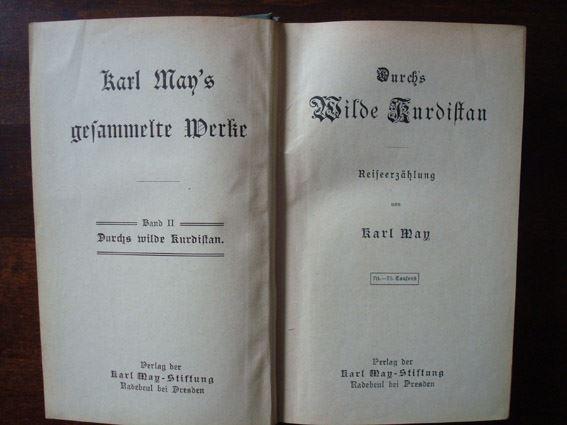 Karl May's
gesammelte Werke
Band II
Durchs wilde Kurdistan.
Verlag der
Karl May-Stiftung
Radebeul bei Dresden
Durchs
Wilde Kurdistan
Reiseerzählung
von
Karl May
Tausend
Verlag der
Karl May-Stiftung
Radebeul bei Dresden